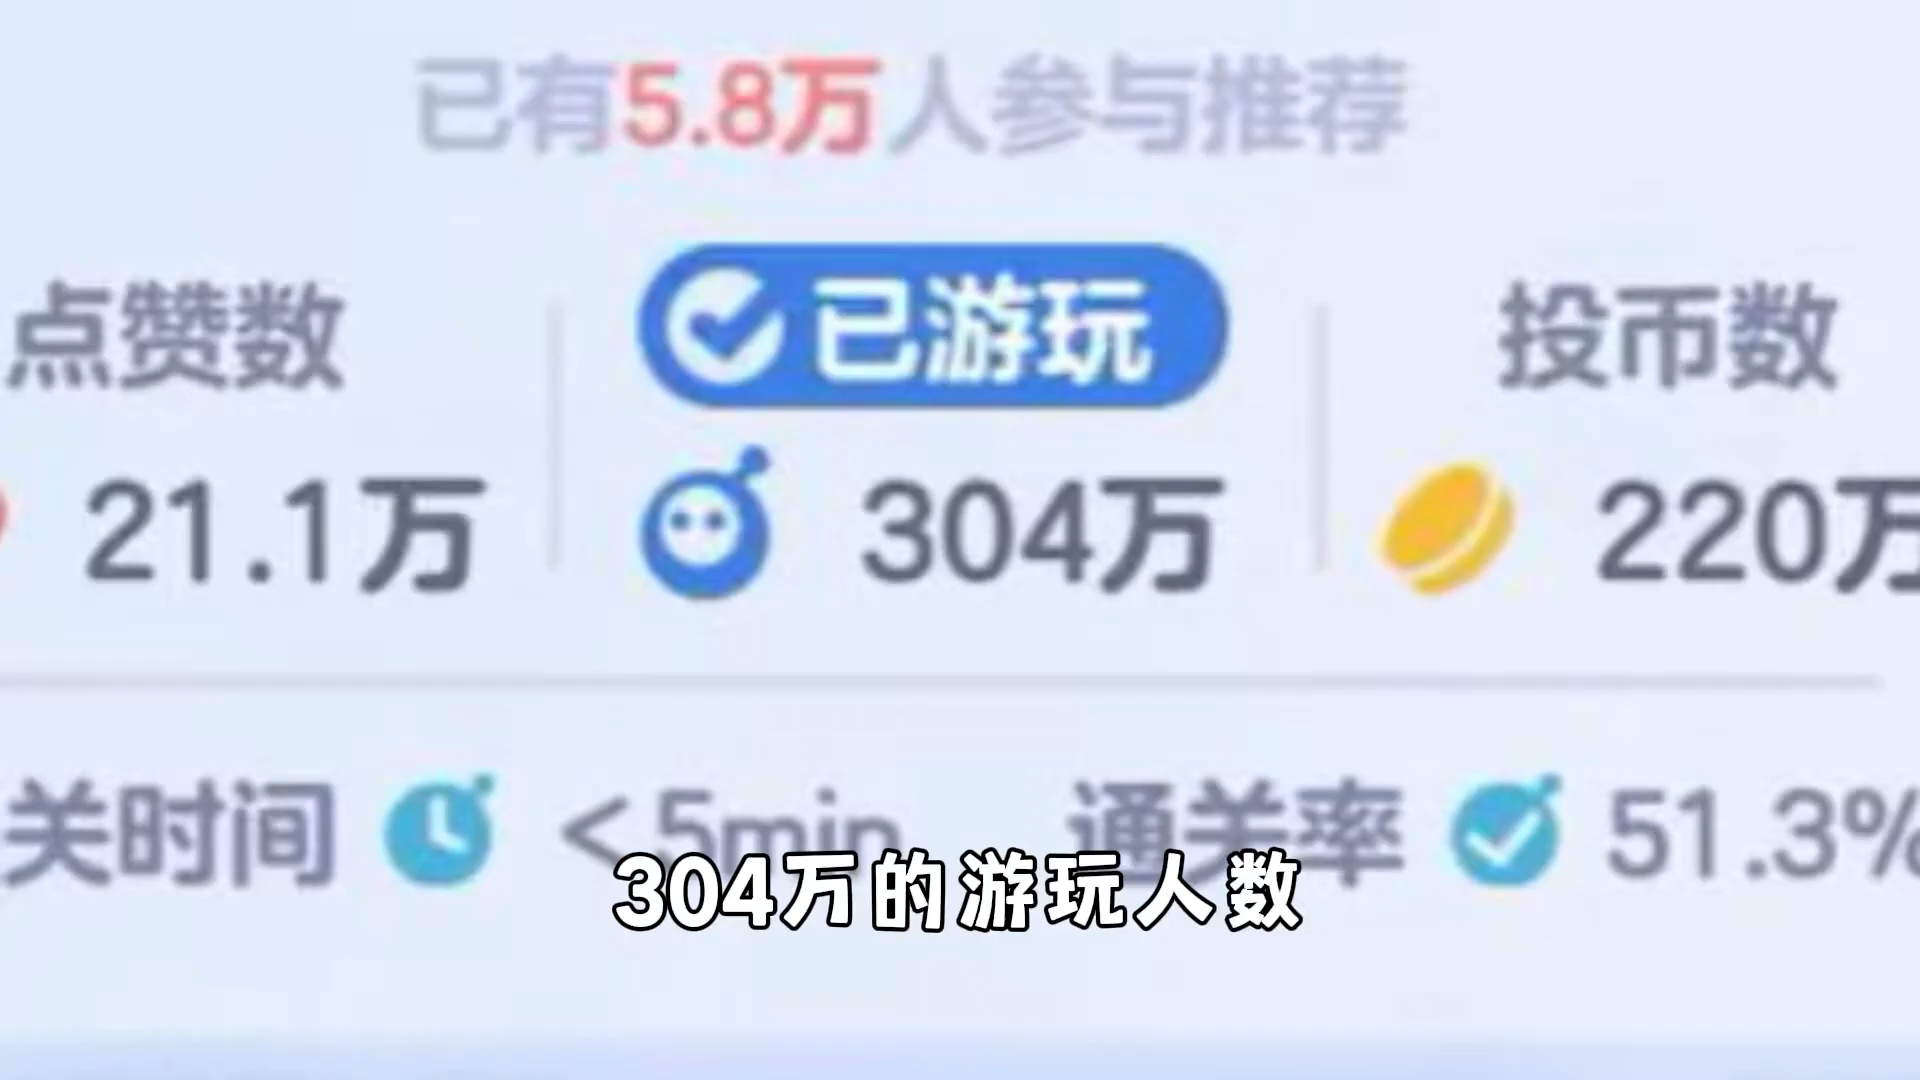 已有5.8万人参与推荐
点赞数 已游玩 投币数
21.1万 304万 220万
关时间 <5min 通关率 51.3%
304万的游玩人数